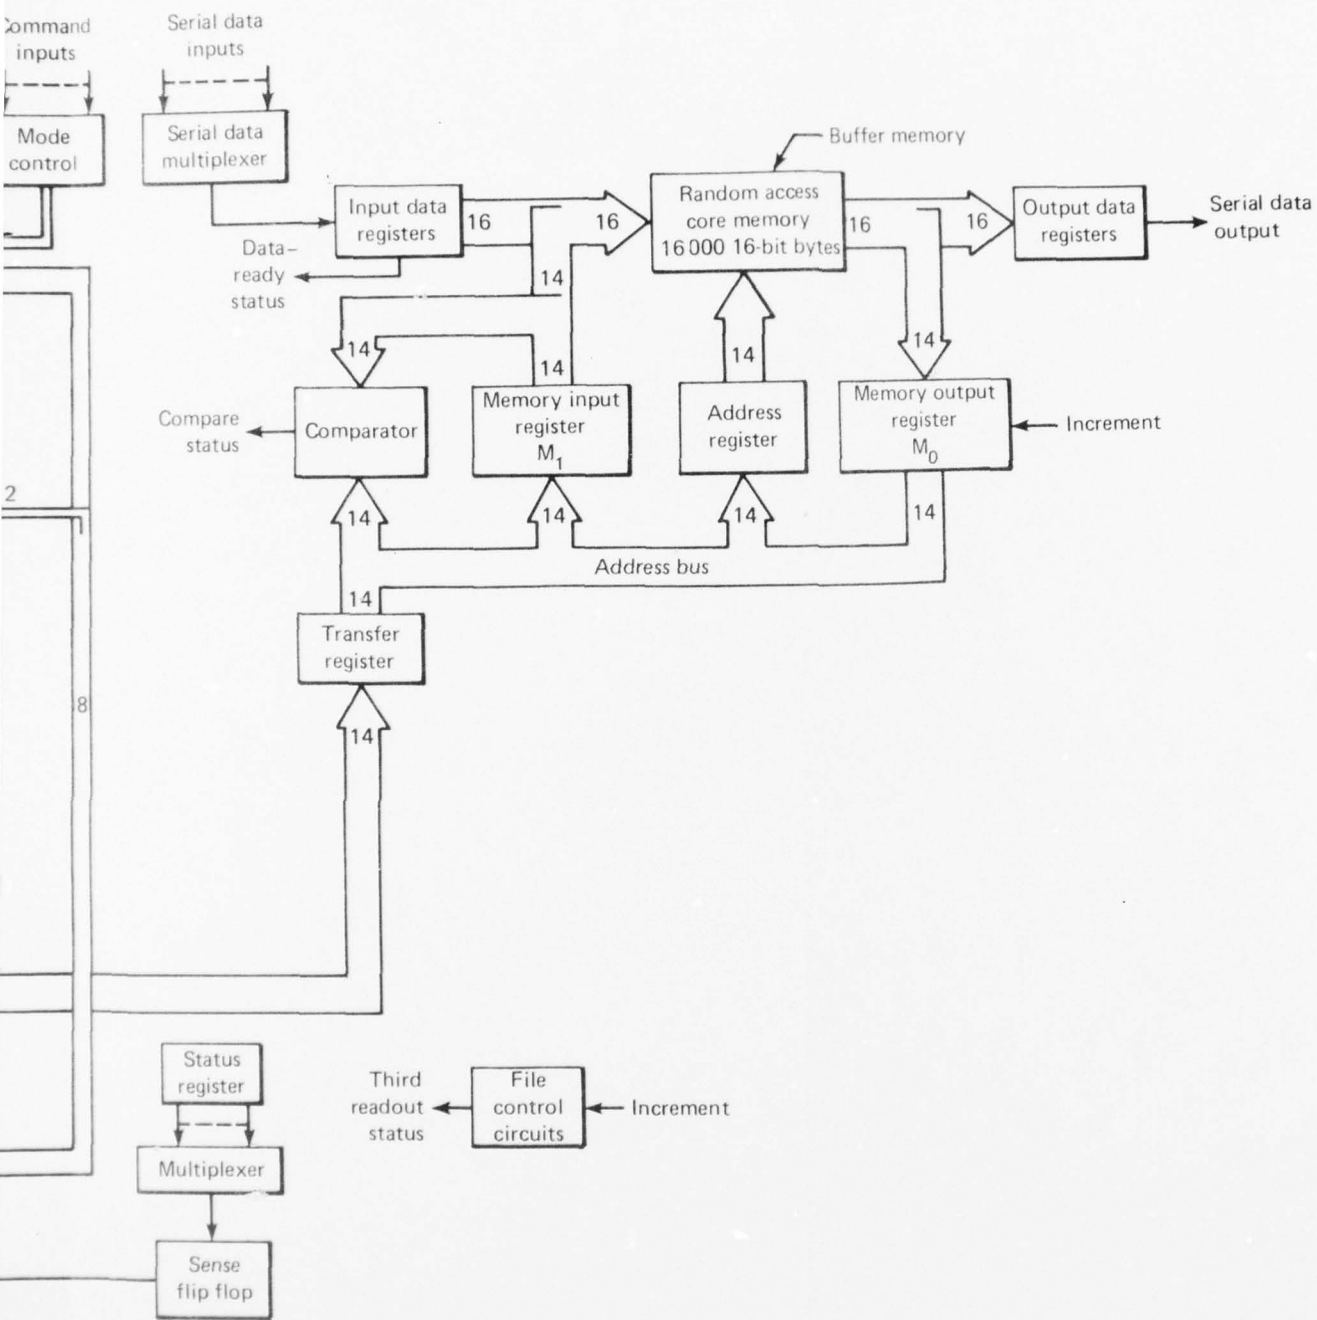 Command
inputs
Serial data
inputs
Mode
control
Serial data
multiplexer
Buffer memory
Input data
registers
16
16
Random access
core memory
16 000 16-bit bytes
16
16
Output data
registers
Serial data
output
Data–
ready
status
14
14
14
14
14
Compare
status
Comparator
Memory input
register
M1
Address
register
Memory output
register
M0
Increment
2
14
14
14
14
Address bus
14
Transfer
register
8
14
Status
register
Third
readout
status
File
control
circuits
Increment
Multiplexer
Sense
flip flop